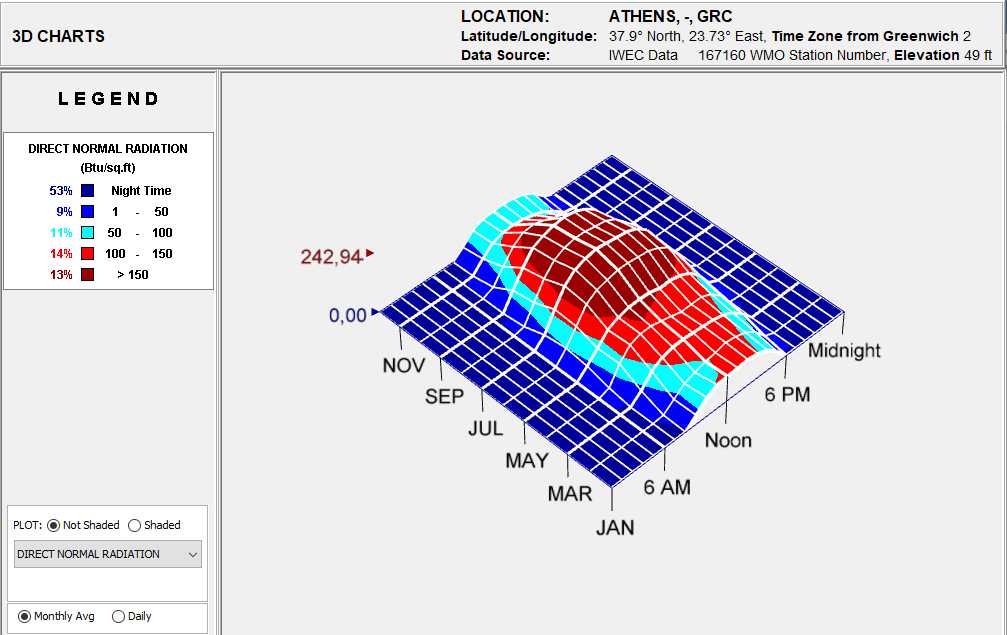 3D CHARTS
LOCATION: ATHENS, -, GRC
Latitude/Longitude: 37.9° North, 23.73° East, Time Zone from Greenwich 2
Data Source: IWEC Data 167160 WMO Station Number, Elevation 49 ft
LEGEND
DIRECT NORMAL RADIATION
(Btu/sq.ft)
53% Night Time
9% 1 - 50
11% 50 - 100
14% 100 - 150
13% > 150
242,94
0,00
NOV
SEP
JUL
MAY
MAR
JAN
6 AM
Noon
6 PM
Midnight
PLOT: Not Shaded Shaded
DIRECT NORMAL RADIATION
Monthly Avg Daily